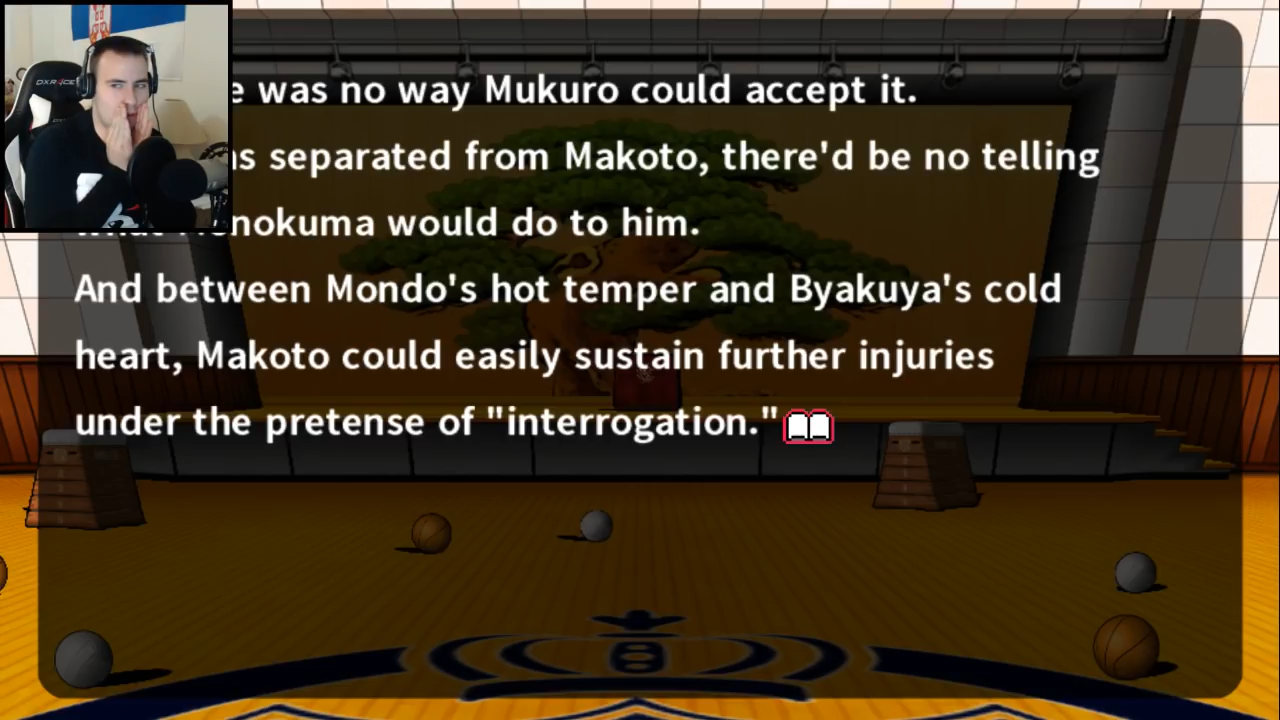 DXRACER
was no way Mukuro could accept it.
separated from Makoto, there'd be no telling
would do to him.
And between Mondo's hot temper and Byakuya's cold
heart, Makoto could easily sustain further injuries
under the pretense of "interrogation."